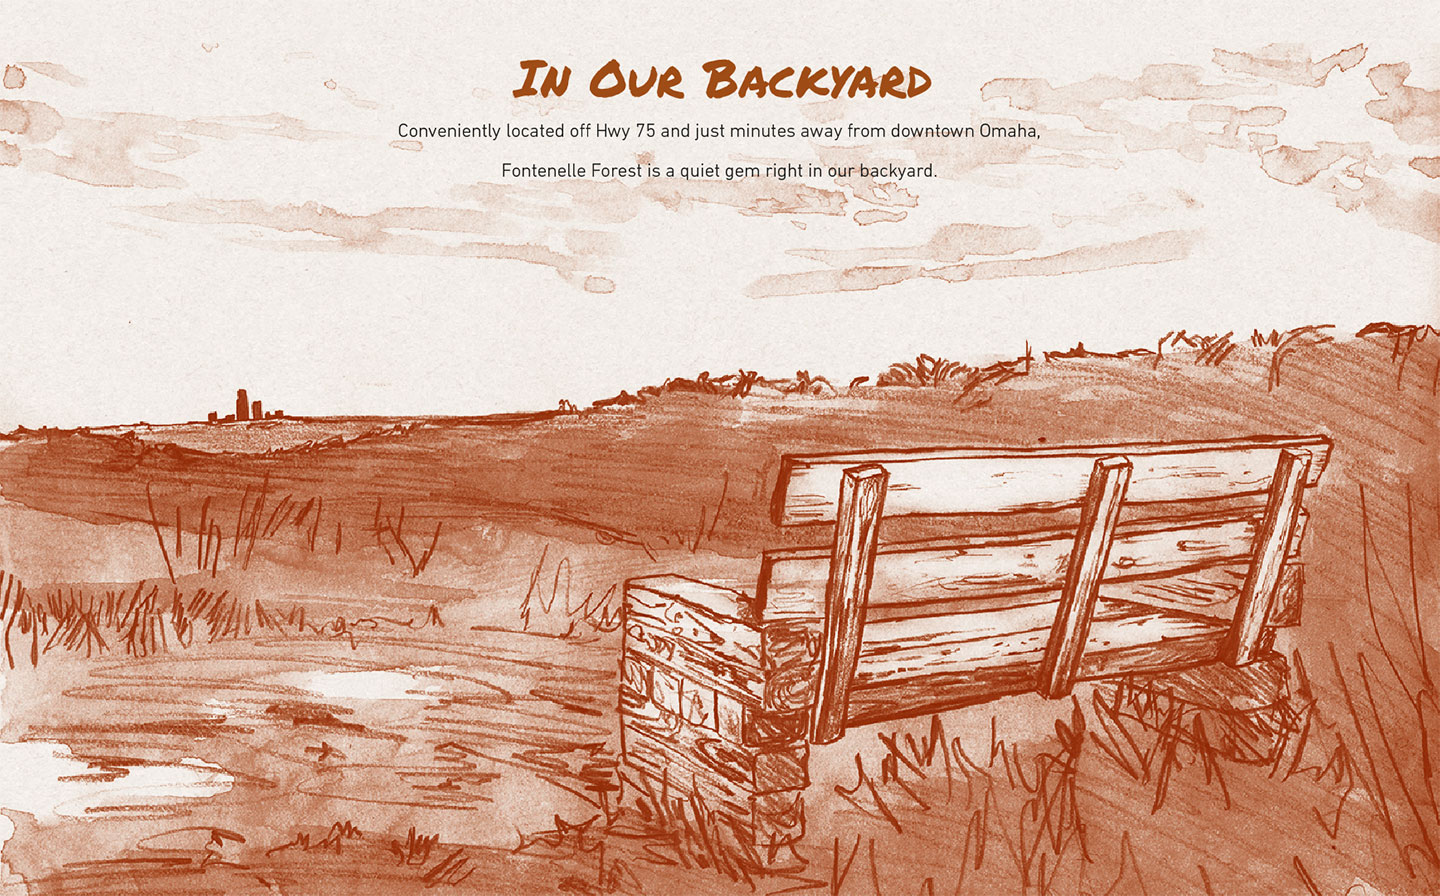 In Our Backyard
Conveniently located off Hwy 75 and just minutes away from downtown Omaha,
Fontenelle Forest is a quiet gem right in our backyard.